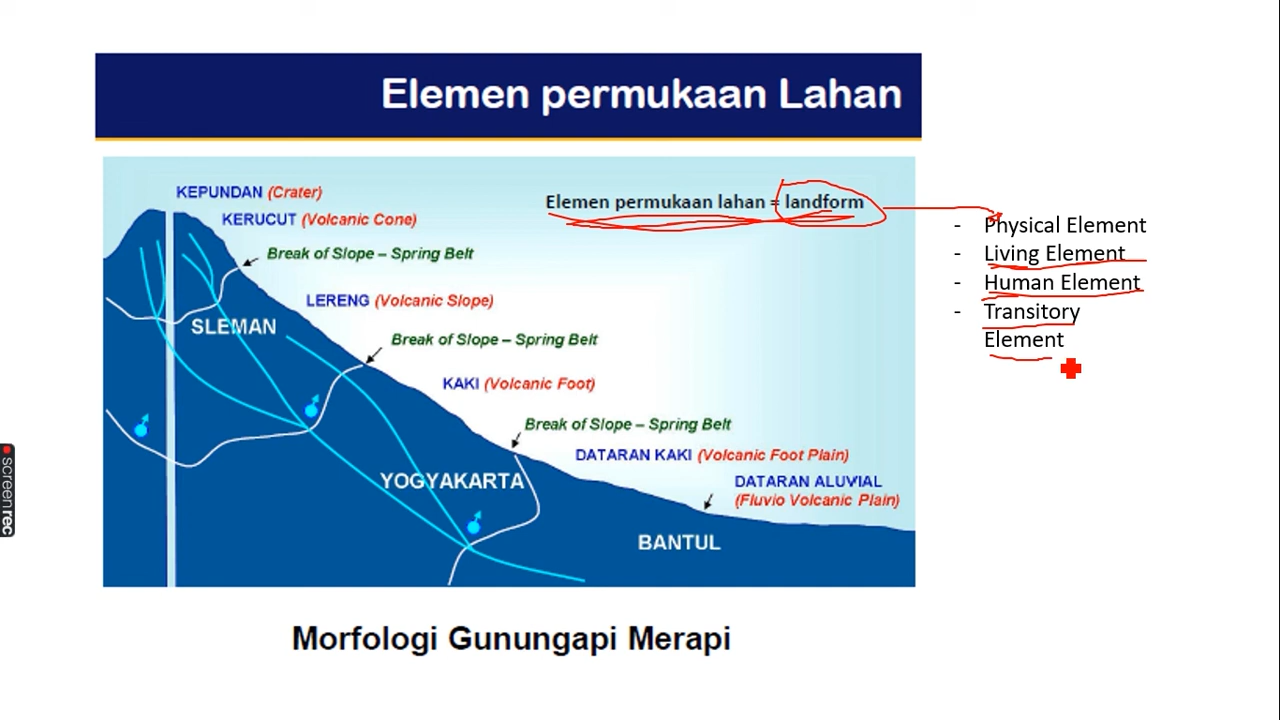 Elemen permukaan Lahan
KEPUNDAN (Crater)
KERUCUT (Volcanic Cone)
Elemen permukaan lahan = landform
Break of Slope – Spring Belt
LERENG (Volcanic Slope)
SLEMAN
Break of Slope – Spring Belt
KAKI (Volcanic Foot)
Break of Slope – Spring Belt
DATARAN KAKI (Volcanic Foot Plain)
YOGYAKARTA
DATARAN ALUVIAL
(Fluvio Volcanic Plain)
BANTUL
- Physical Element
- Living Element
- Human Element
- Transitory
Element
Morfologi Gunungapi Merapi
screenrec